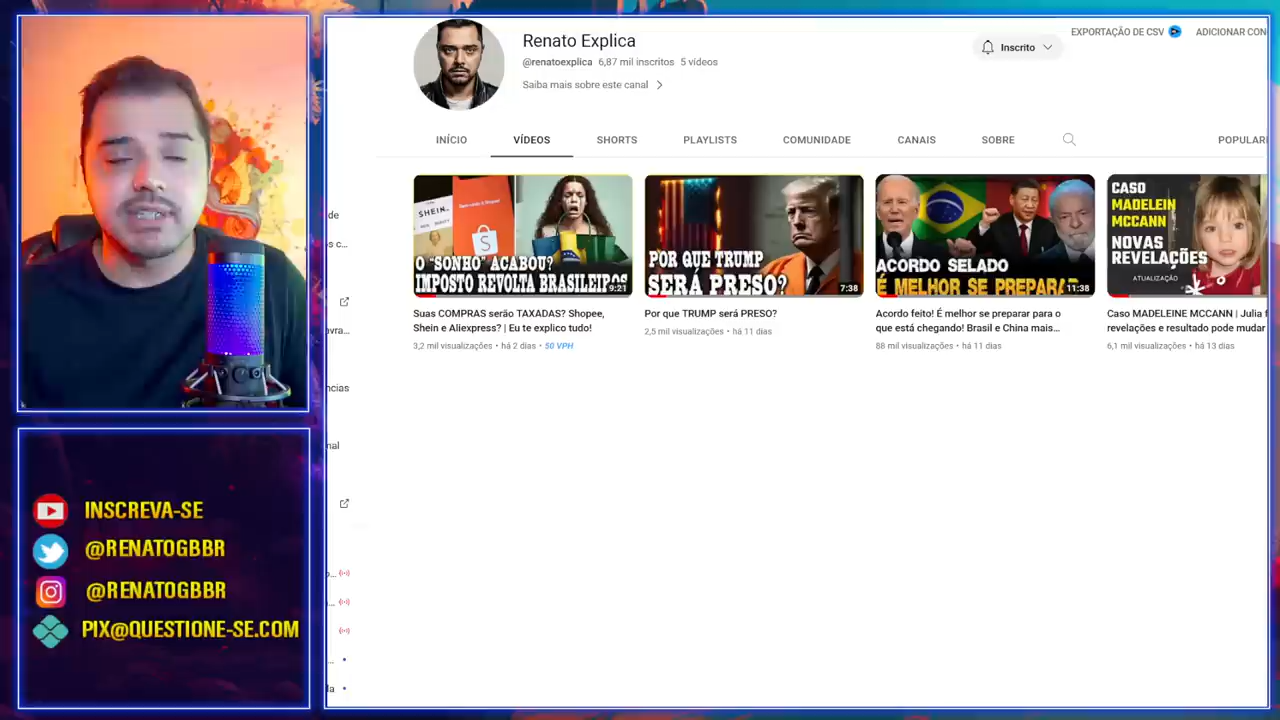 Renato Explica
@renatoexplica 6,87 mil inscritos 5 vídeos
Saiba mais sobre este canal
Inscrito
EXPORTAÇÃO DE CSV
ADICIONAR CON
INÍCIO
VÍDEOS
SHORTS
PLAYLISTS
COMUNIDADE
CANAIS
SOBRE
POPULAR
SHEIN
O "SONHO" ACABOU?
IMPOSTO REVOLTA BRASILEIROS
9:21
Suas COMPRAS serão TAXADAS? Shopee,
Shein e Aliexpress? | Eu te explico tudo!
3,2 mil visualizações • há 2 dias • 50 VPH
POR QUE TRUMP
SERÁ PRESO?
7:38
Por que TRUMP será PRESO?
2,5 mil visualizações • há 11 dias
ACORDO SELADO
É MELHOR SE PREPARAR
11:38
Acordo feito! É melhor se preparar para o
que está chegando! Brasil e China mais...
88 mil visualizações • há 11 dias
CASO
MADELEIN
MCCANN
NOVAS
REVELAÇÕES
ATUALIZAÇÃO
Caso MADELEINE MCCANN | Julia f
revelações e resultado pode mudar
6,1 mil visualizações • há 13 dias
de
os c...
avra...
ncias
nal
INSCREVA-SE
@RENATOGBBR
@RENATOGBBR
PIX@QUESTIONE-SE.COM